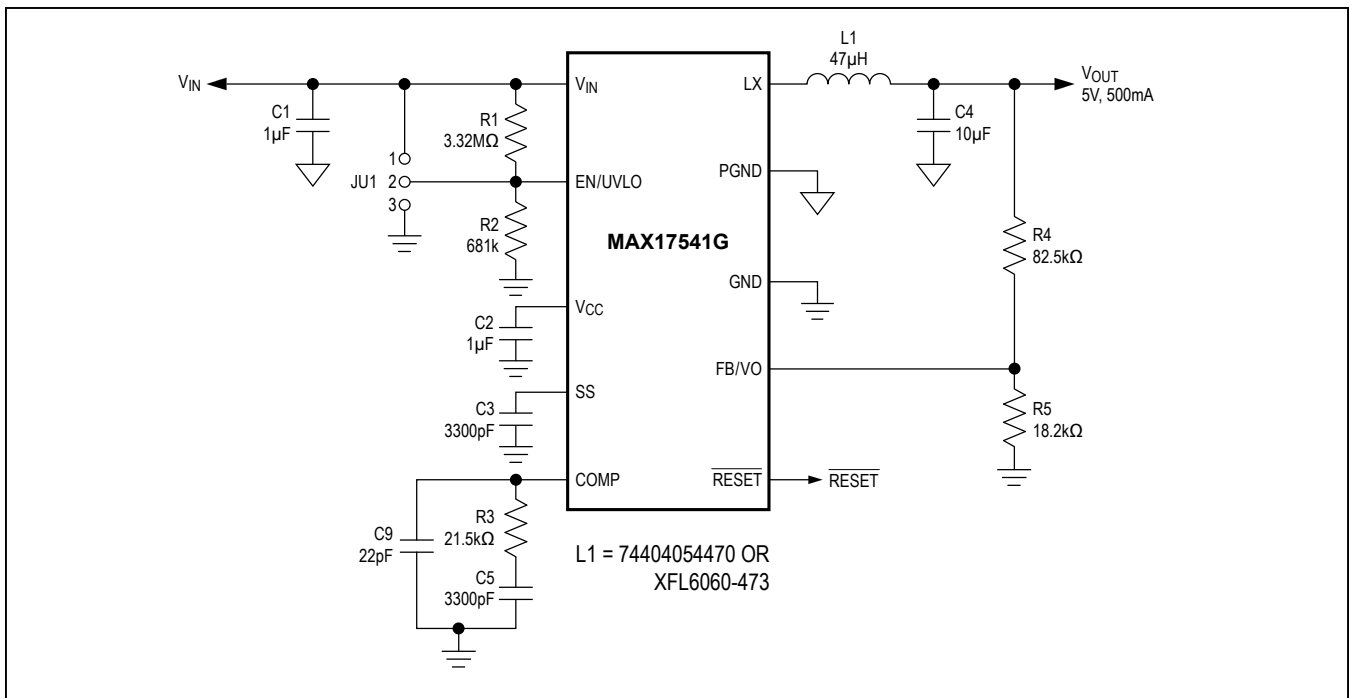 VIN
C1
1µF
JU1
1
2
3
R1
3.32MΩ
R2
681k
C2
1µF
C3
3300pF
C9
22pF
R3
21.5kΩ
C5
3300pF
VIN
EN/UVLO
VCC
SS
COMP
MAX17541G
LX
PGND
GND
FB/VO
RESET
RESET
L1
47µH
C4
10µF
VOUT
5V, 500mA
R4
82.5kΩ
R5
18.2kΩ
L1 = 74404054470 OR
XFL6060-473